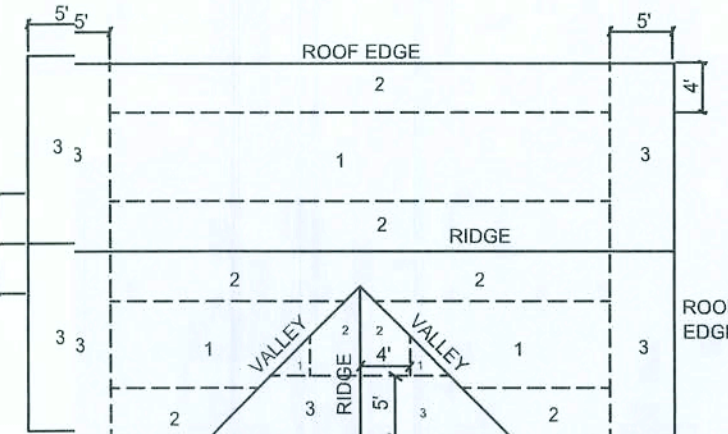 5' 5' 5'
ROOF EDGE
2
4'
3 3 1 3
2
RIDGE
2 2
ROO
EDGE
VALLEY 2 2 VALLEY
3 3 1 1 4' 1 1 3
RIDGE
2 3 5' 3 2